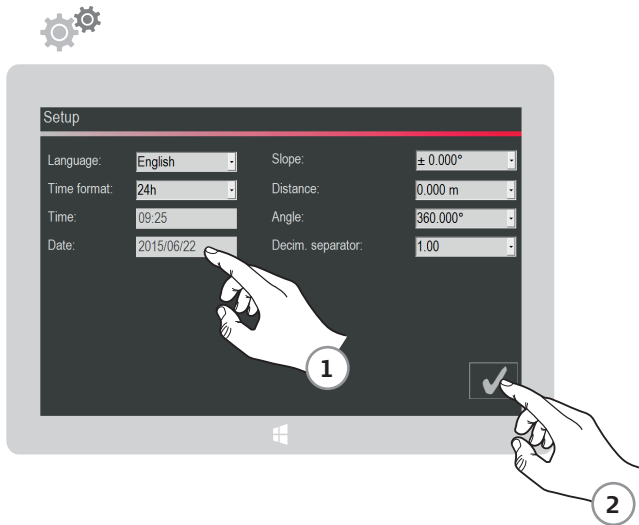 Setup
Language: English
Time format: 24h
Time: 09:25
Date: 2015/06/22
Slope: ± 0.000°
Distance: 0.000 m
Angle: 360.000°
Decim. separator: 1.00
1
2